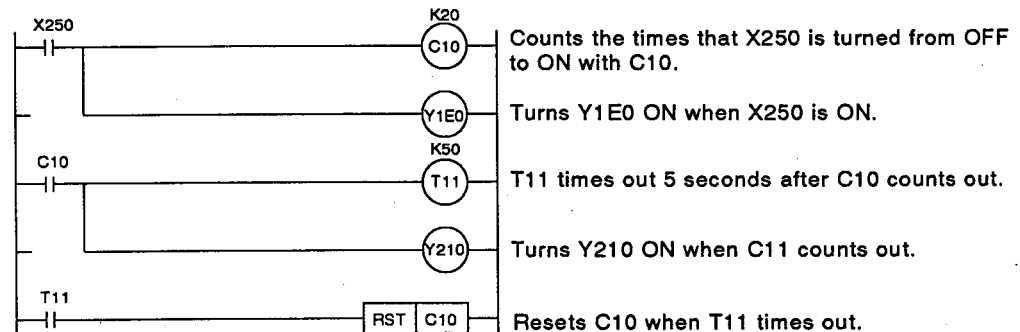 X250
K20
C10
Counts the times that X250 is turned from OFF
to ON with C10.
Y1E0
Turns Y1E0 ON when X250 is ON.
C10
K50
T11
T11 times out 5 seconds after C10 counts out.
Y210
Turns Y210 ON when C11 counts out.
T11
RST C10
Resets C10 when T11 times out.